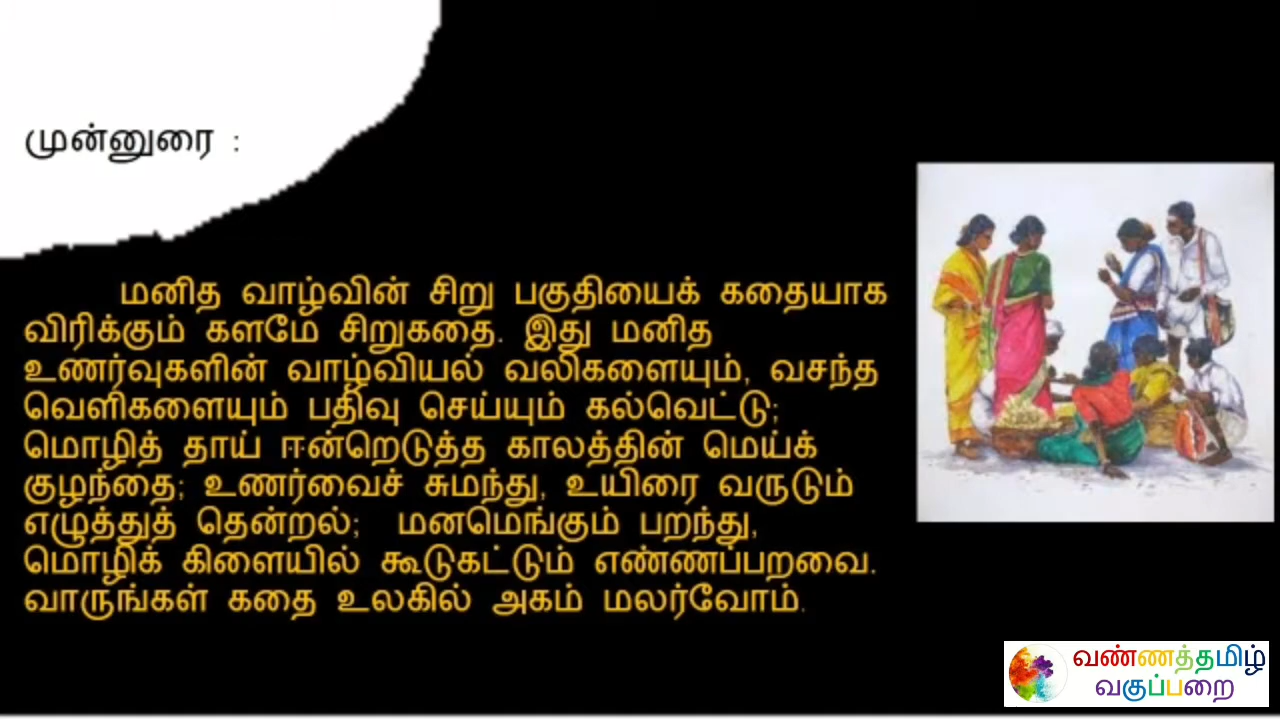 முன்னுரை :
மனித வாழ்வின் சிறு பகுதியைக் கதையாக
விரிக்கும் களமே சிறுகதை. இது மனித
உணர்வுகளின் வாழ்வியல் வலிகளையும், வசந்த
வெளிகளையும் பதிவு செய்யும் கல்வெட்டு;
மொழித் தாய் ஈன்றெடுத்த காலத்தின் மெய்க்
குழந்தை; உணர்வைச் சுமந்து, உயிரை வருடும்
எழுத்துத் தென்றல்; மனமெங்கும் பறந்து,
மொழிக் கிளையில் கூடுகட்டும் எண்ணப்பறவை.
வாருங்கள் கதை உலகில் அகம் மலர்வோம்.
வண்ணத்தமிழ்
வகுப்பறை